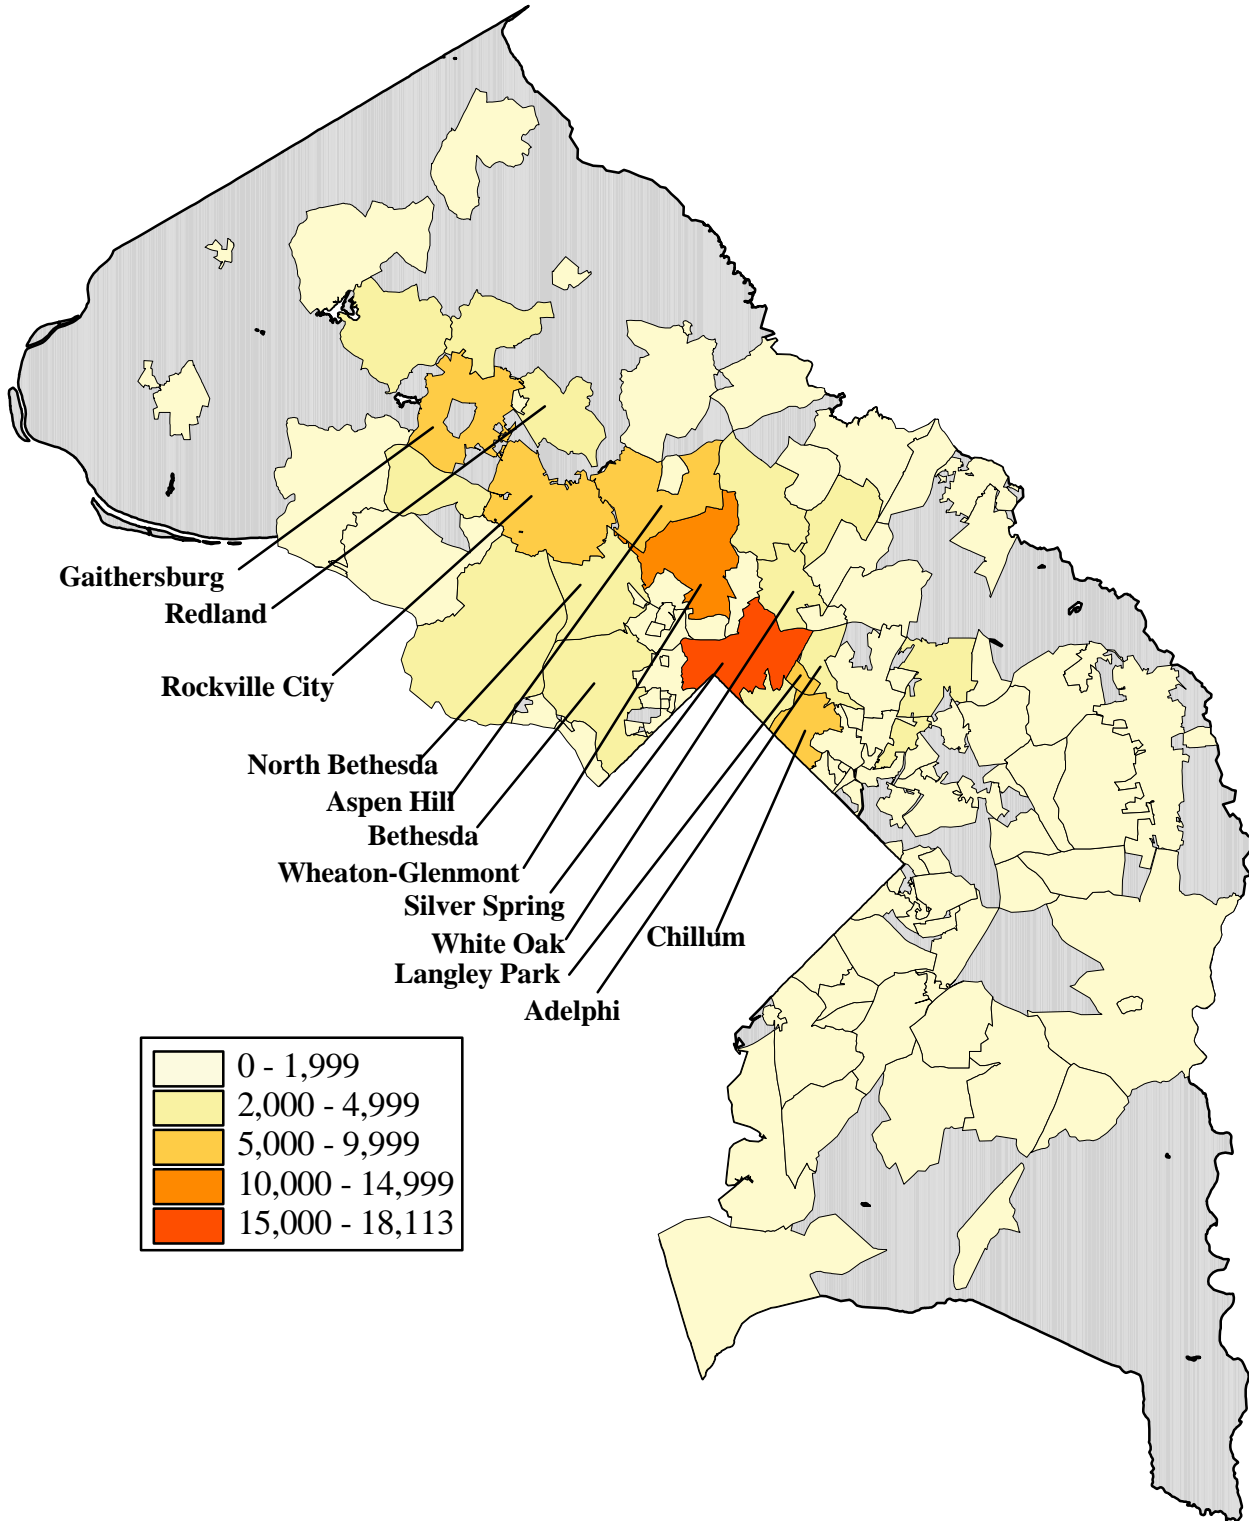 Gaithersburg
Redland
Rockville City
North Bethesda
Aspen Hill
Bethesda
Wheaton-Glenmont
Silver Spring
White Oak
Chillum
Langley Park
Adelphi
0 - 1,999
2,000 - 4,999
5,000 - 9,999
10,000 - 14,999
15,000 - 18,113